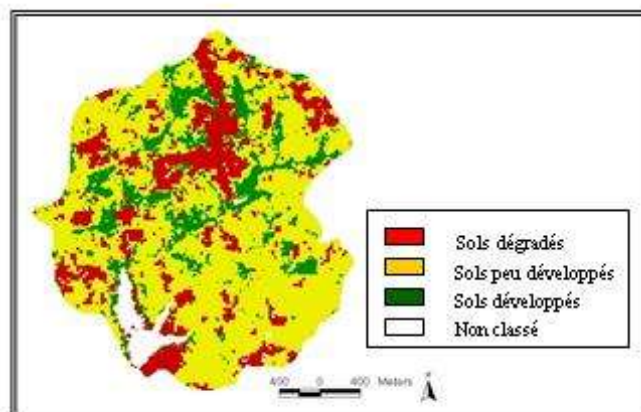 Sols dégradés
Sols peu développés
Sols développés
Non classé
400 0 400 Meters